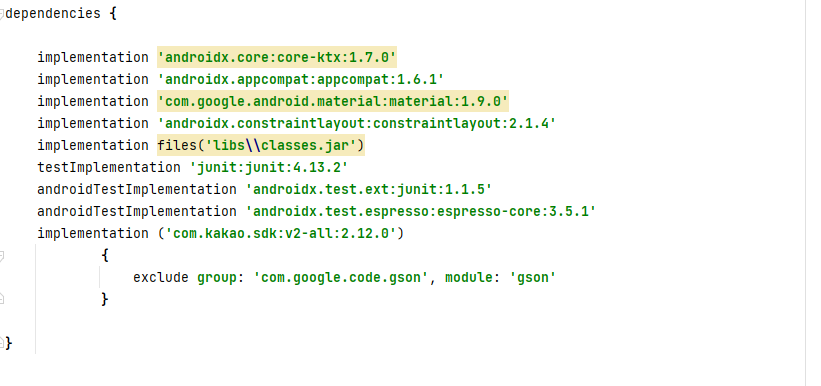 dependencies {
implementation 'androidx.core:core-ktx:1.7.0'
implementation 'androidx.appcompat:appcompat:1.6.1'
implementation 'com.google.android.material:material:1.9.0'
implementation 'androidx.constraintlayout:constraintlayout:2.1.4'
implementation files('libs\\classes.jar')
testImplementation 'junit:junit:4.13.2'
androidTestImplementation 'androidx.test.ext:junit:1.1.5'
androidTestImplementation 'androidx.test.espresso:espresso-core:3.5.1'
implementation ('com.kakao.sdk:v2-all:2.12.0')
{
exclude group: 'com.google.code.gson', module: 'gson'
}
}